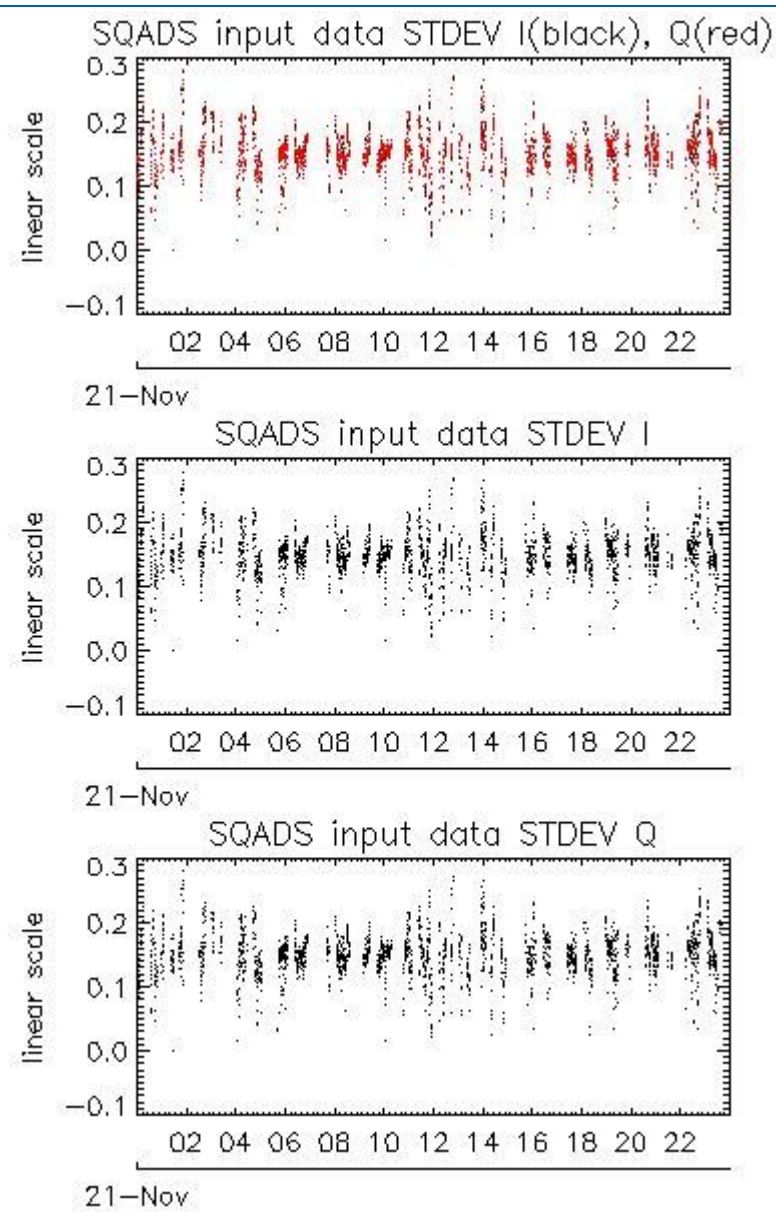 SQADS input data STDEV I(black), Q(red)
0.3
0.2
0.1
0.0
−0.1
linear scale
02 04 06 08 10 12 14 16 18 20 22
21−Nov
SQADS input data STDEV I
0.3
0.2
0.1
0.0
−0.1
linear scale
02 04 06 08 10 12 14 16 18 20 22
21−Nov
SQADS input data STDEV Q
0.3
0.2
0.1
0.0
−0.1
linear scale
02 04 06 08 10 12 14 16 18 20 22
21−Nov